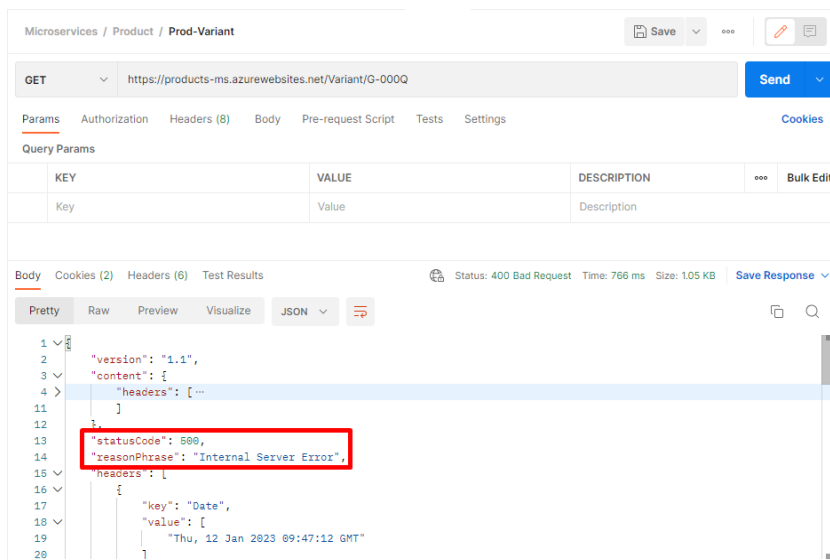 Microservices / Product / Prod-Variant Save ooo
GET https://products-ms.azurewebsites.net/Variant/G-000Q Send
Params Authorization Headers (8) Body Pre-request Script Tests Settings Cookies
Query Params
KEY VALUE DESCRIPTION ooo Bulk Edit
Key Value Description
Body Cookies (2) Headers (6) Test Results Status: 400 Bad Request Time: 766 ms Size: 1.05 KB Save Response
Pretty Raw Preview Visualize JSON
1 {
2 "version": "1.1",
3 "content": {
4 "headers": [ ...
11 ]
12 },
13 "statusCode": 500,
14 "reasonPhrase": "Internal Server Error",
15 "headers": [
16 {
17 "key": "Date",
18 "value": [
19 "Thu, 12 Jan 2023 09:47:12 GMT"
20 ]